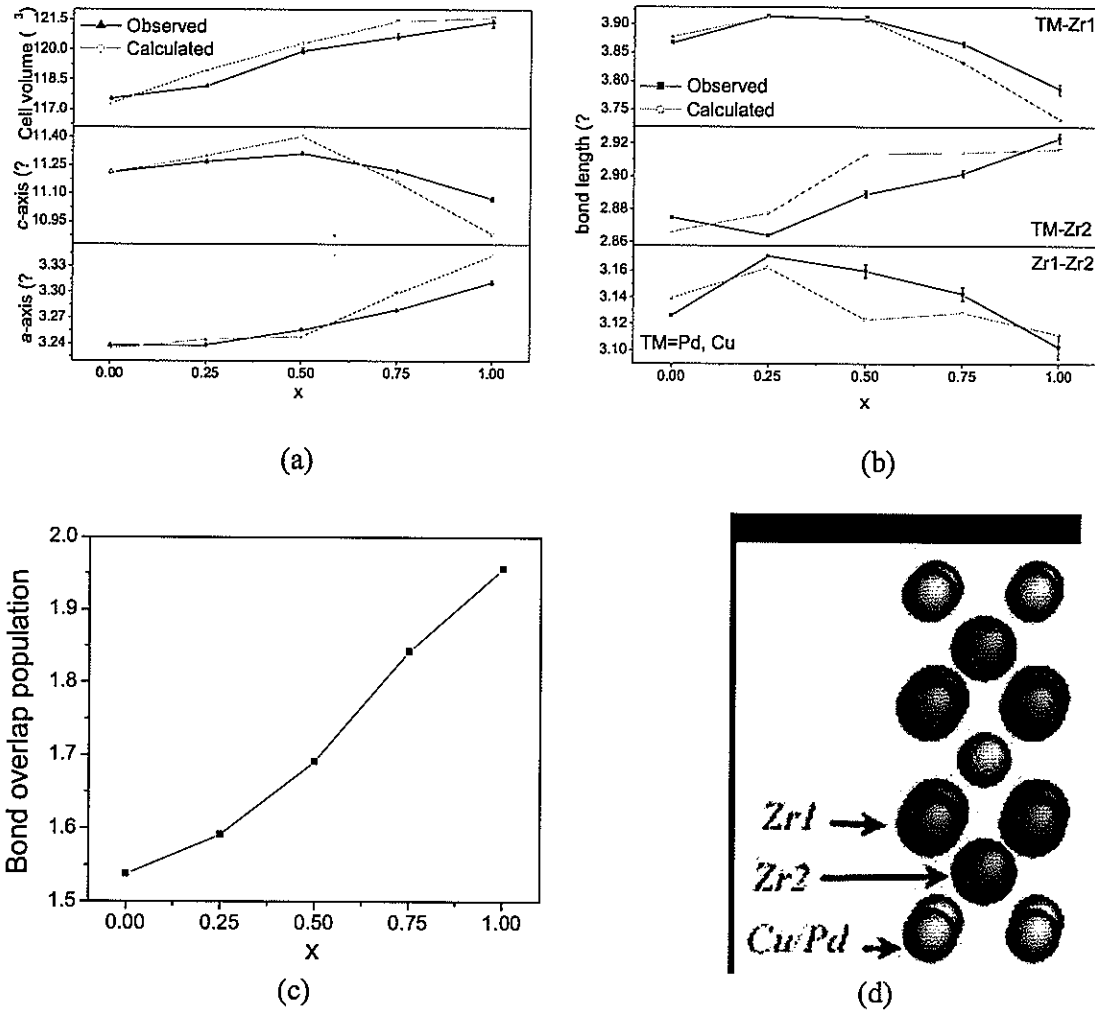 Cell volume ( 3)
121.5
120.0
118.5
117.0
Observed
Calculated
c-axis (?
11.40
11.25
11.10
10.95
a-axis (?
3.33
3.30
3.27
3.24
0.00 0.25 0.50 0.75 1.00
x
(a)
bond length (?
3.90
3.85
3.80
3.75
TM-Zr1
Observed
Calculated
2.92
2.90
2.88
2.86
TM-Zr2
3.16
3.14
3.12
3.10
Zr1-Zr2
TM=Pd, Cu
0.00 0.25 0.50 0.75 1.00
x
(b)
Bond overlap population
2.0
1.9
1.8
1.7
1.6
1.5
0.00 0.25 0.50 0.75 1.00
x
(c)
Zr1
Zr2
Cu/Pd
(d)